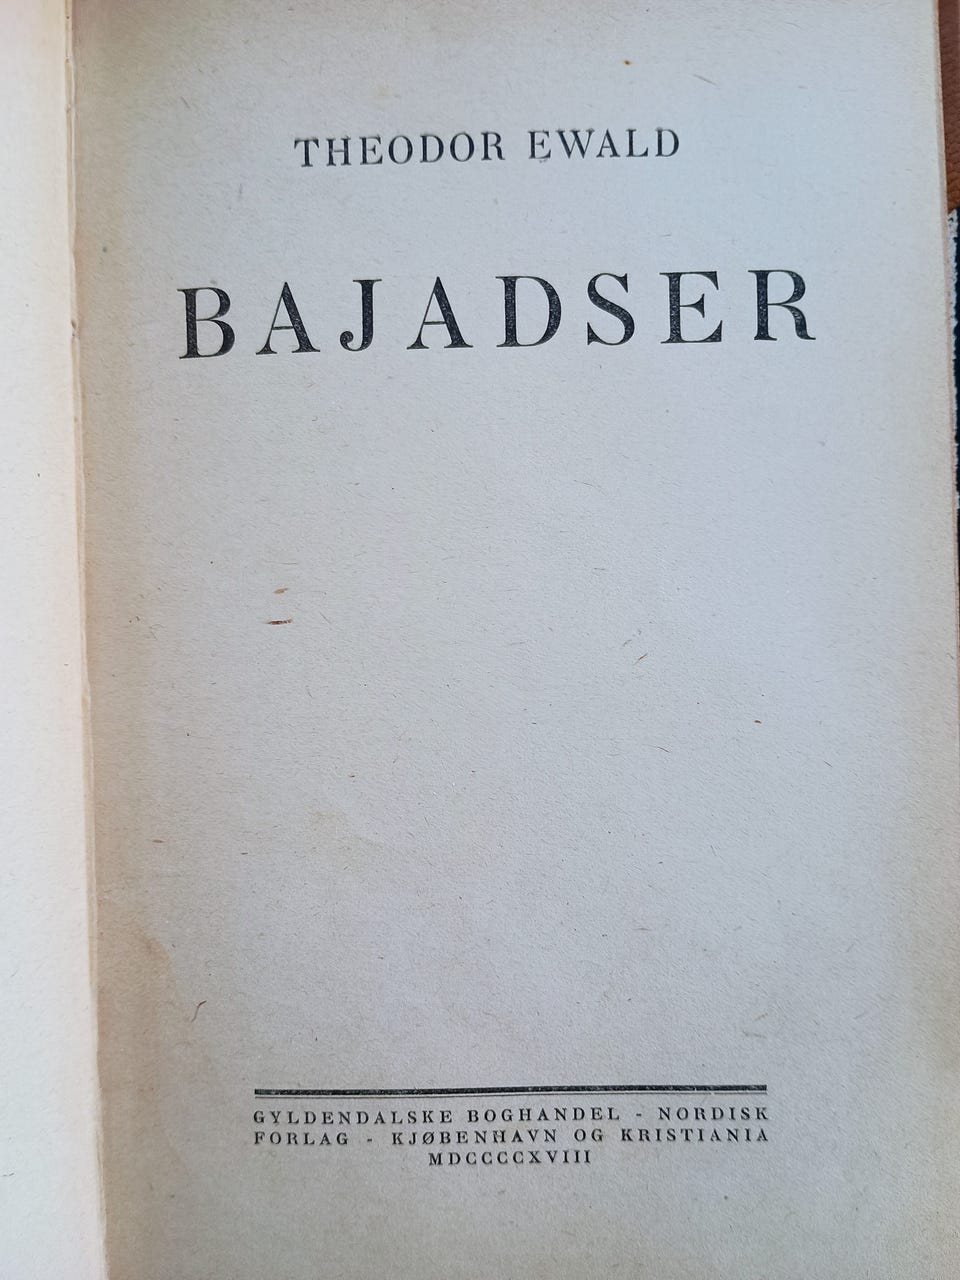 THEODOR EWALD
BAJADSER
GYLDENDALSKE BOGHANDEL - NORDISK
FORLAG - KJØBENHAVN OG KRISTIANIA
MDCCCCXVIII